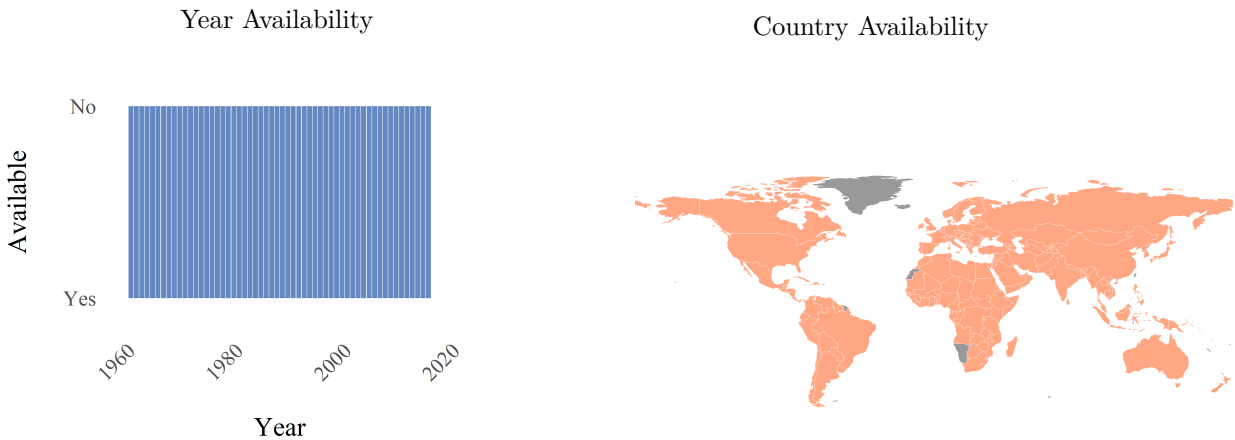 Year Availability
No
Available
Yes
1960
1980
2000
2020
Year
Country Availability